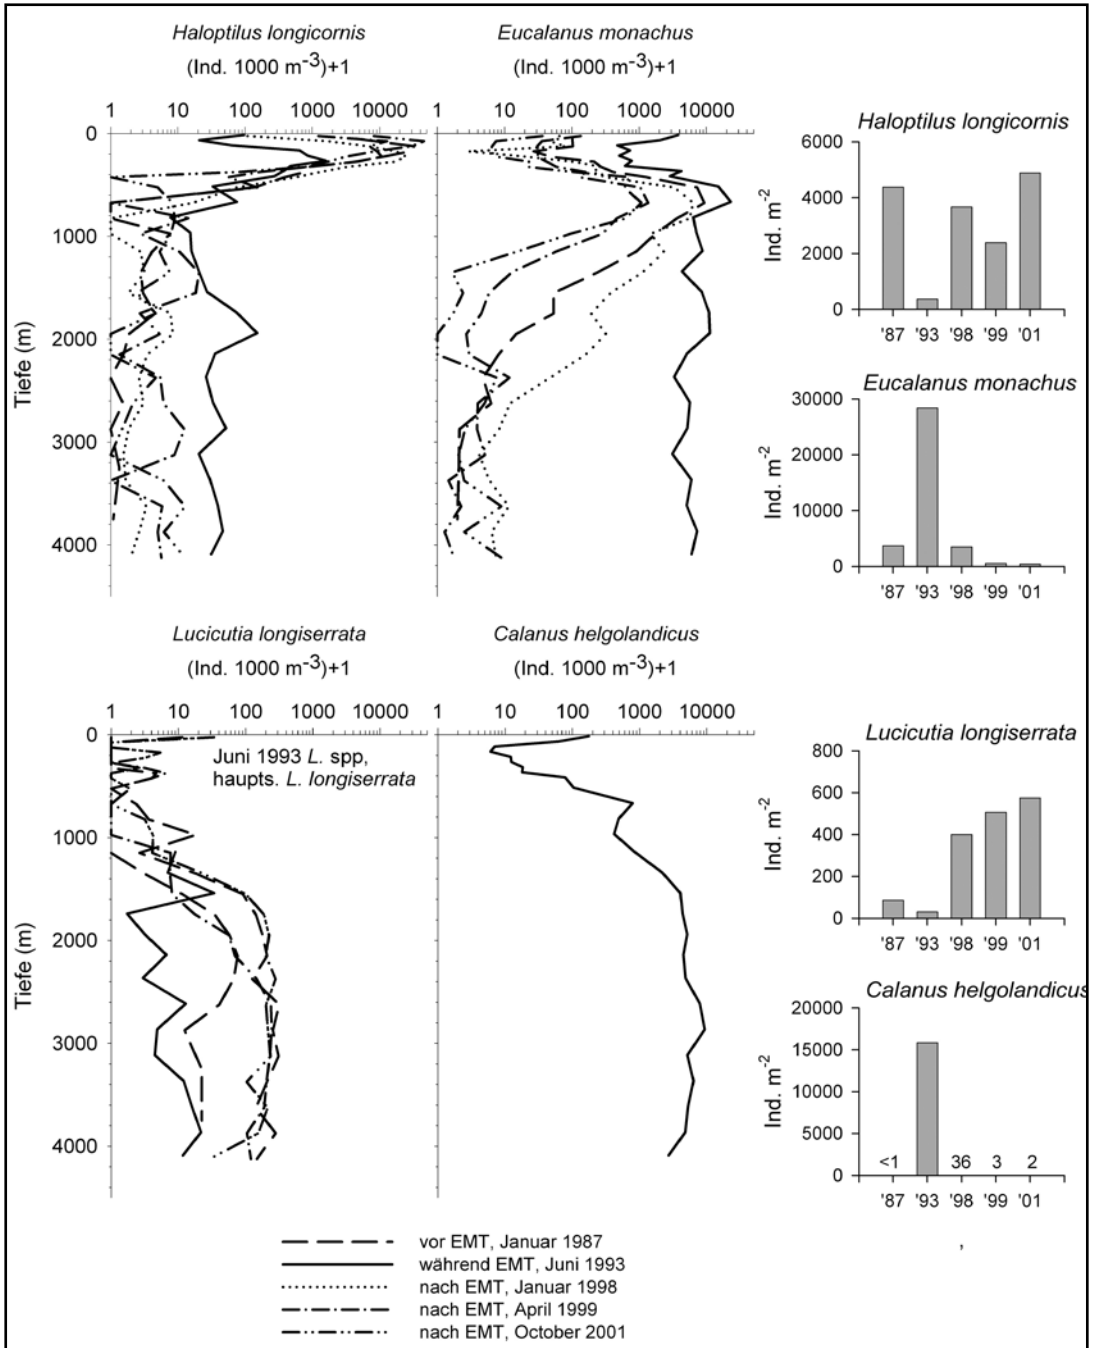 Haloptilus longicornis
(Ind. 1000 m-3)+1
Eucalanus monachus
(Ind. 1000 m-3)+1
1 10 100 1000 10000
1 10 100 1000 10000
0
1000
2000
3000
4000
Tiefe (m)
Haloptilus longicornis
6000
4000
2000
0
Ind. m-2
'87 '93 '98 '99 '01
Eucalanus monachus
30000
20000
10000
0
Ind. m-2
'87 '93 '98 '99 '01
Lucicutia longiserrata
(Ind. 1000 m-3)+1
Calanus helgolandicus
(Ind. 1000 m-3)+1
1 10 100 1000 10000
1 10 100 1000 10000
Juni 1993 L. spp,
haupts. L. longiserrata
0
1000
2000
3000
4000
Tiefe (m)
Lucicutia longiserrata
800
600
400
200
0
Ind. m-2
'87 '93 '98 '99 '01
Calanus helgolandicus
20000
15000
10000
5000
0
Ind. m-2
<1 36 3 2
'87 '93 '98 '99 '01
,
vor EMT, Januar 1987
während EMT, Juni 1993
nach EMT, Januar 1998
nach EMT, April 1999
nach EMT, October 2001